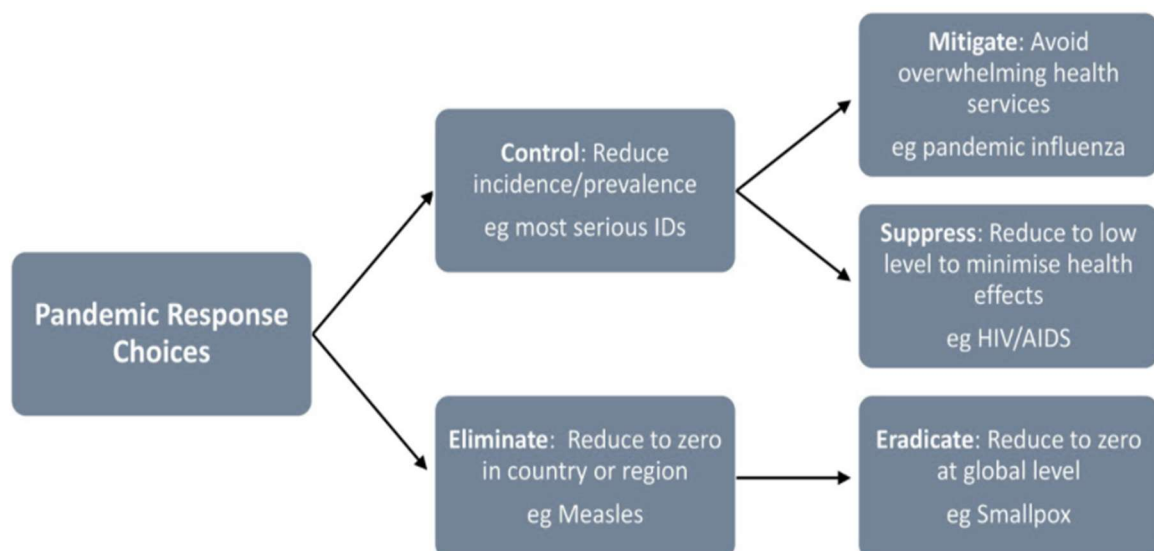 Pandemic Response
Choices
Control: Reduce
incidence/prevalence
eg most serious IDs
Eliminate:  Reduce to zero
in country or region
eg Measles
Mitigate: Avoid
overwhelming health
services
eg pandemic influenza
Suppress: Reduce to low
level to minimise health
effects
eg HIV/AIDS
Eradicate: Reduce to zero
at global level
eg Smallpox